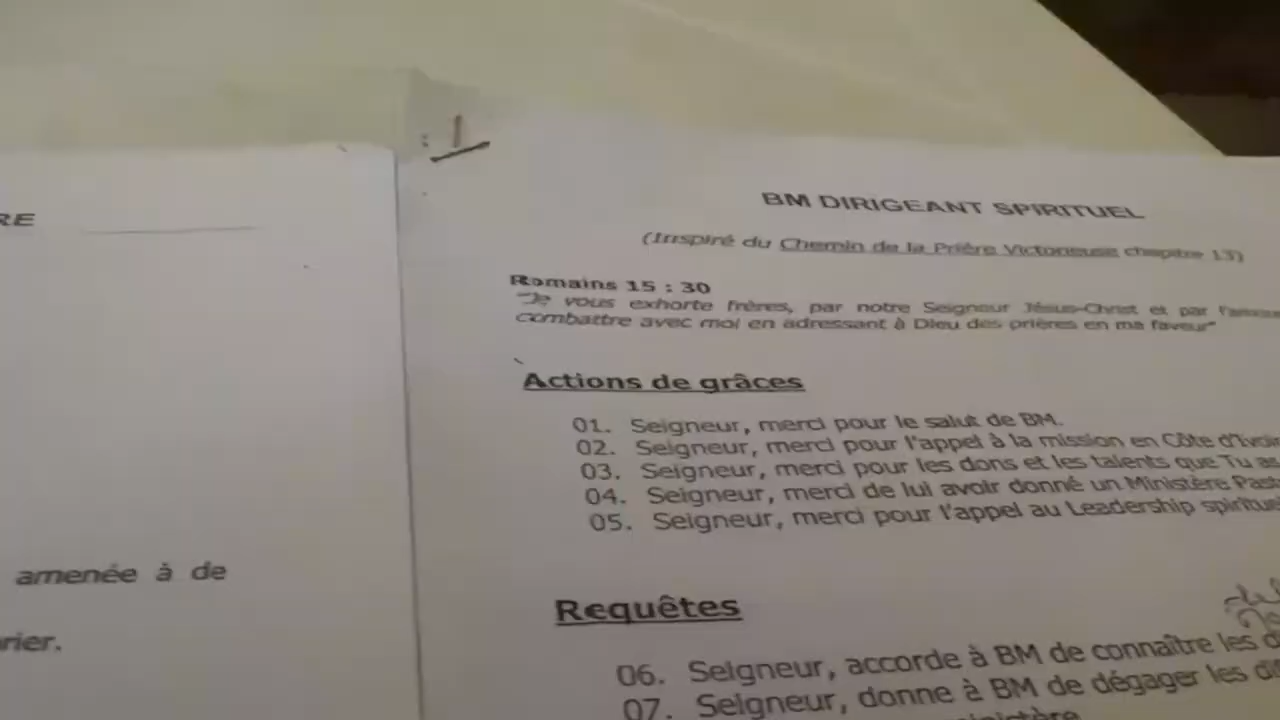 RE
amenée à de
rier.
BM DIRIGEANT SPIRITUEL
(Inspiré du Chemin de la Prière Victorieuse chapitre 13)
Romains 15 : 30
"Je vous exhorte frères, par notre Seigneur Jésus-Christ et par l'amour
combattre avec moi en adressant à Dieu des prières en ma faveur"
Actions de grâces
01. Seigneur, merci pour le salut de BM.
02. Seigneur, merci pour l'appel à la mission en Côte d'Ivoir
03. Seigneur, merci pour les dons et les talents que Tu as
04. Seigneur, merci de lui avoir donné un Ministère Past
05. Seigneur, merci pour l'appel au Leadership spirituel
Requêtes
06. Seigneur, accorde à BM de connaître les d
07. Seigneur, donne à BM de dégager les di